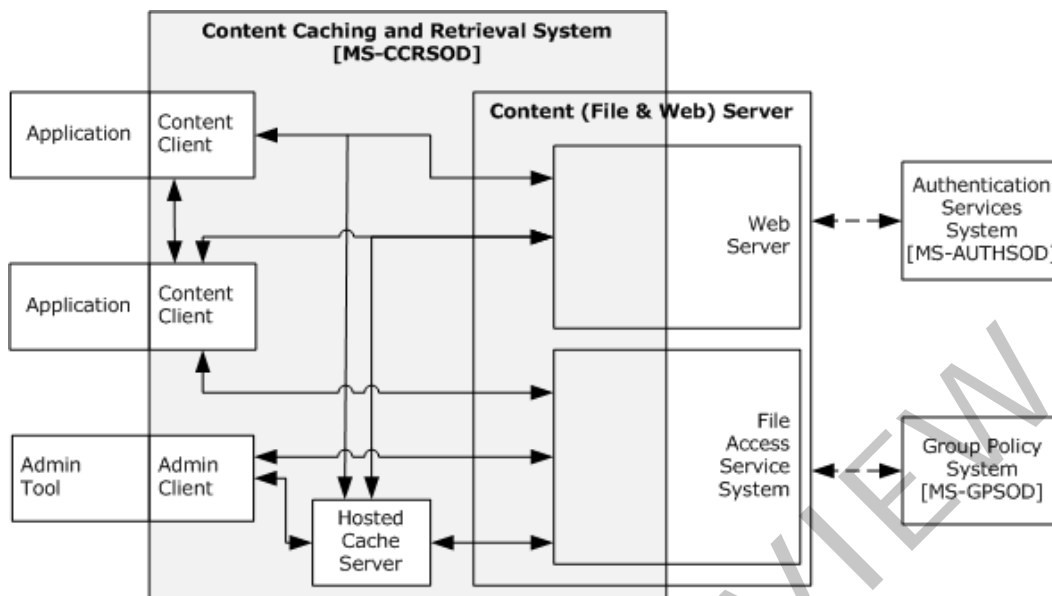 Content Caching and Retrieval System
[MS-CCRSOD]
Content (File & Web) Server
Application
Content
Client
Web
Server
Authentication
Services
System
[MS-AUTHSOD]
Application
Content
Client
File
Access
Service
System
Group Policy
System
[MS-GPSOD]
Admin
Tool
Admin
Client
Hosted
Cache
Server
VIEW